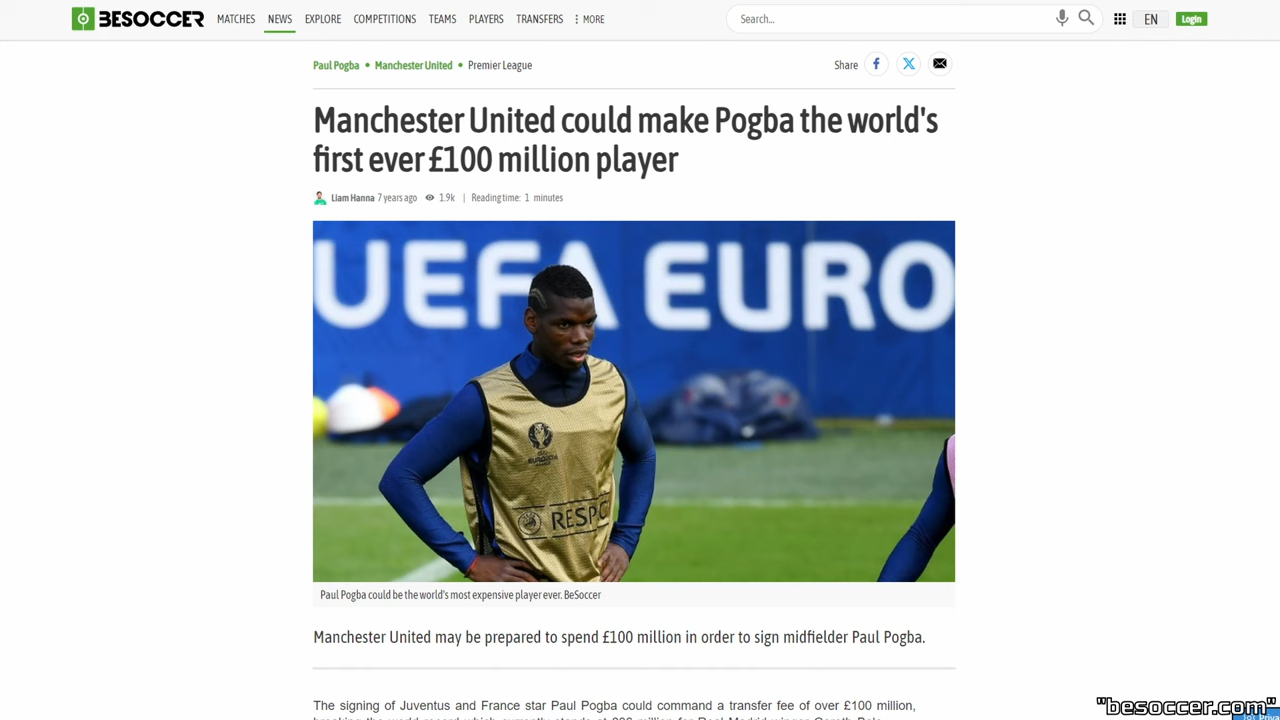 BESOCCER
MATCHES NEWS EXPLORE COMPETITIONS TEAMS PLAYERS TRANSFERS MORE
Search...
EN
Login
Paul Pogba • Manchester United • Premier League
Share
Manchester United could make Pogba the world's
first ever £100 million player
Liam Hanna 7 years ago 1.9k | Reading time: 1 minutes
UEFA EURO
RESPEC
Paul Pogba could be the world's most expensive player ever. BeSoccer
Manchester United may be prepared to spend £100 million in order to sign midfielder Paul Pogba.
The signing of Juventus and France star Paul Pogba could command a transfer fee of over £100 million,
"besoccer.com"